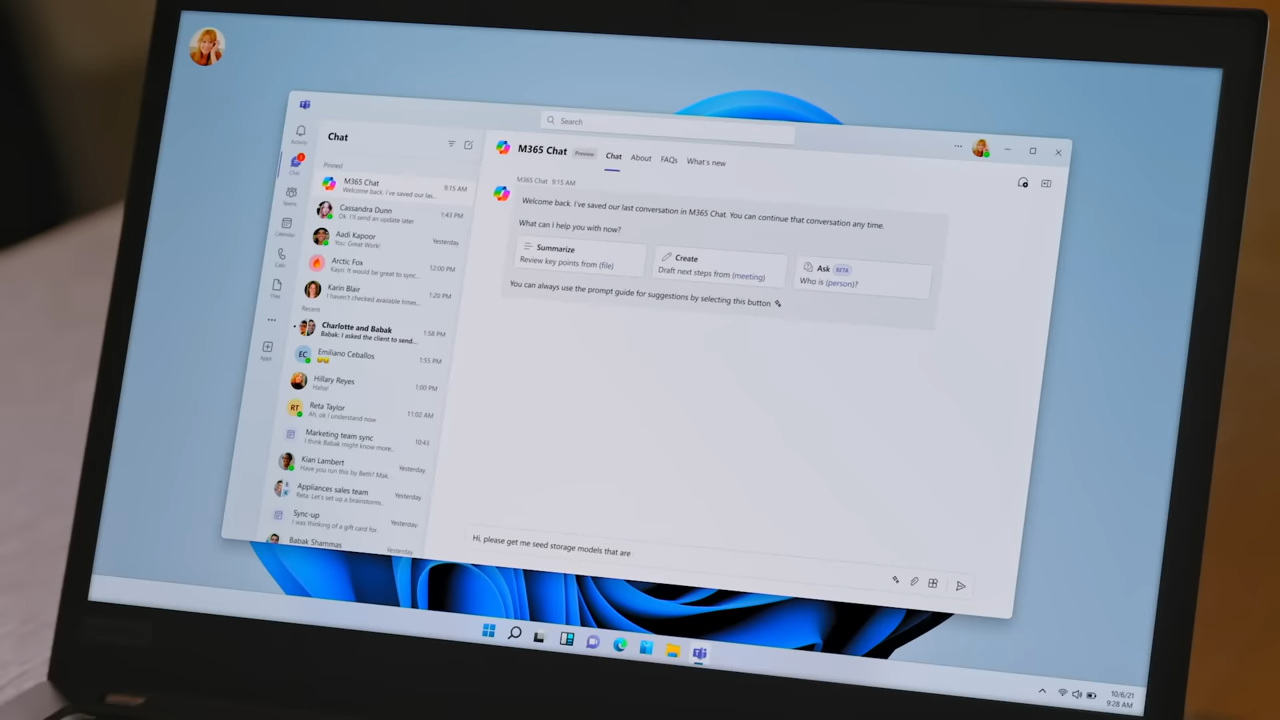 Search
Chat
Activity
Chat
Teams
Calendar
Calls
Files
Apps
Pinned
M365 Chat 9:15 AM
Welcome back. I've saved our las...
Cassandra Dunn 1:43 PM
Ok. I'll send an update later
Aadi Kapoor Yesterday
You: Great Work!
Arctic Fox 12:00 PM
Kayo: It would be great to sync...
Karin Blair 1:20 PM
I haven't checked available times...
Recent
Charlotte and Babak 1:58 PM
Babak: I asked the client to send...
EC
Emiliano Ceballos 1:55 PM
Hillary Reyes 1:00 PM
Haha!
RT
Reta Taylor 11:02 AM
Ah, ok I understand now
Marketing team sync 10:43
I think Babak might know more..
Kian Lambert Yesterday
Have you run this by Beth? Mak..
Appliances sales team Yesterday
Reta: Let's set up a brainstorm..
Sync-up Yesterday
I was thinking of a gift card for.
Babak Shammas Yesterday
M365 Chat Preview Chat About FAQs What's new
M365 Chat 9:15 AM
Welcome back. I've saved our last conversation in M365 Chat. You can continue that conversation any time.
What can I help you with now?
Summarize
Review key points from (file)
Create
Draft next steps from (meeting)
Ask BETA
Who is (person)?
You can always use the prompt guide for suggestions by selecting this button
Hi, please get me seed storage models that are
10/6/21
9:28 AM